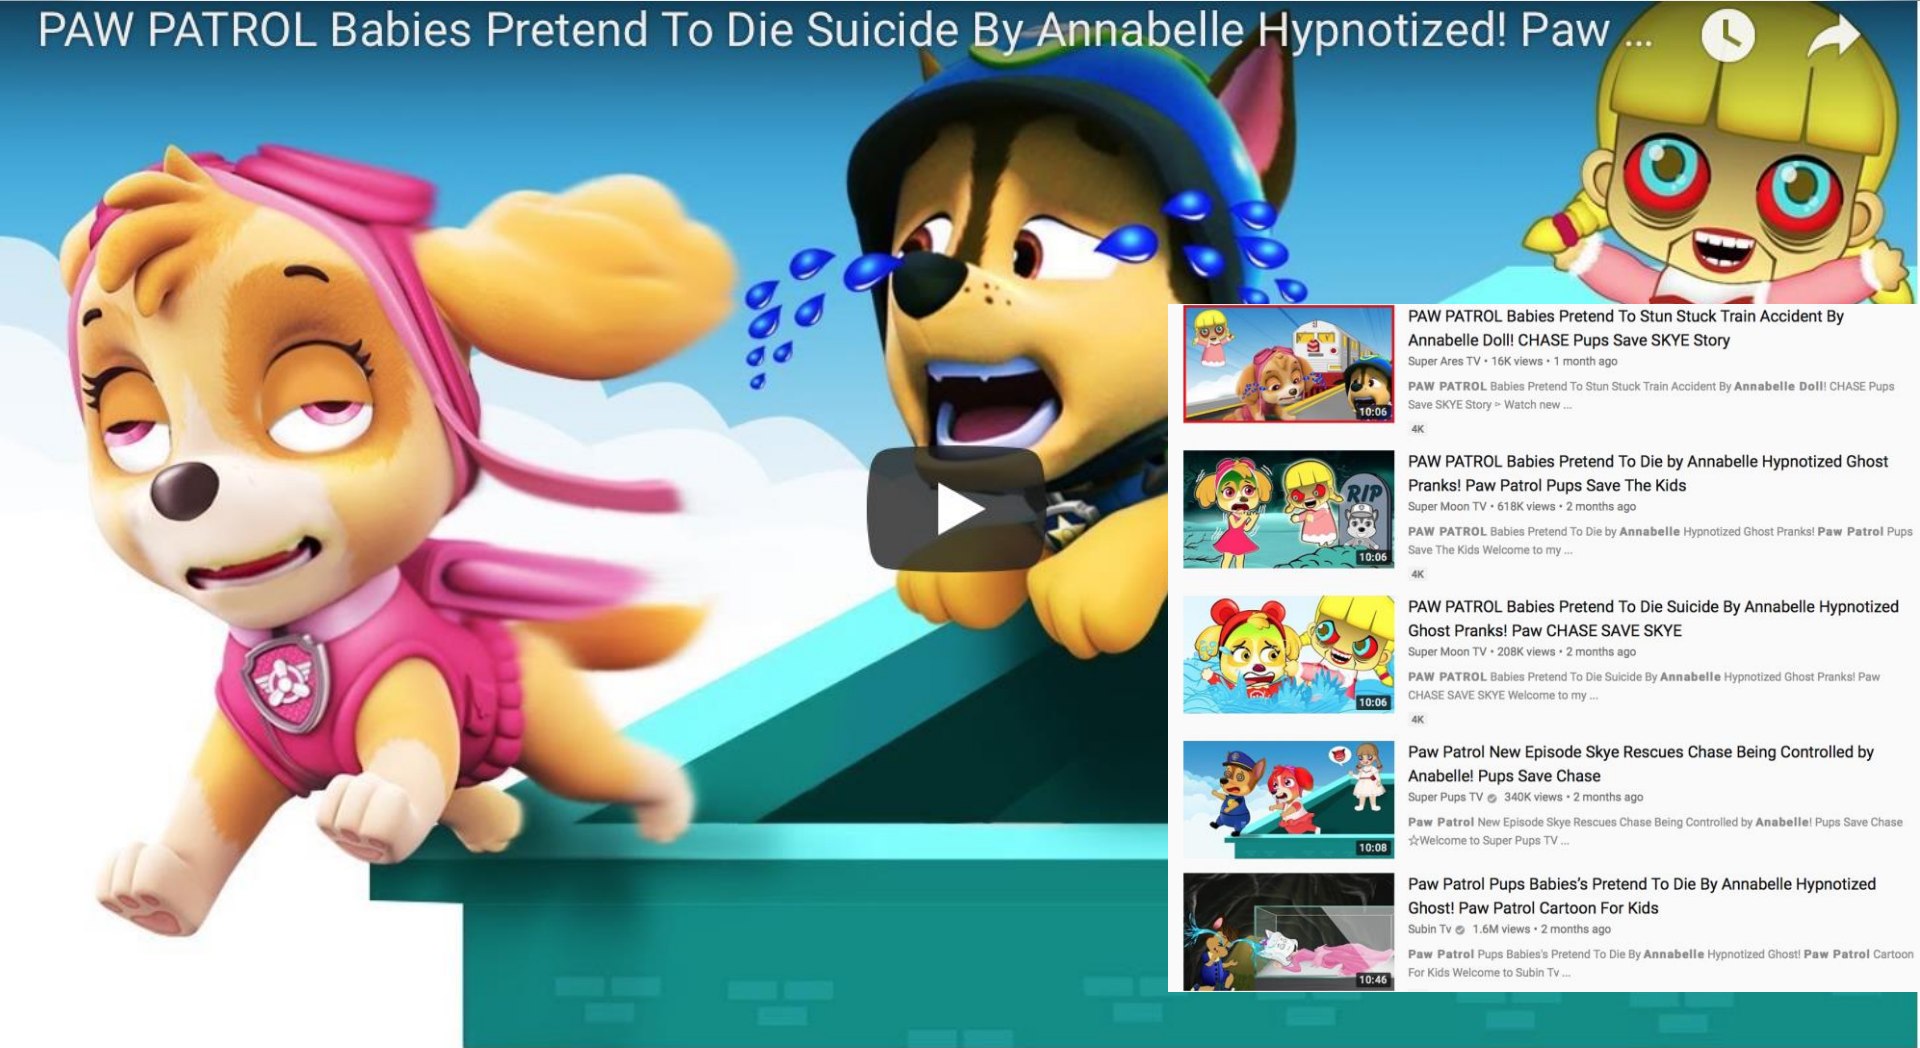 PAW PATROL Babies Pretend To Die Suicide By Annabelle Hypnotized! Paw ...
PAW PATROL Babies Pretend To Stun Stuck Train Accident By
Annabelle Doll! CHASE Pups Save SKYE Story
Super Ares TV • 16K views • 1 month ago
PAW PATROL Babies Pretend To Stun Stuck Train Accident By Annabelle Doll! CHASE Pups
Save SKYE Story ➣ Watch new ...
10:06
4K
PAW PATROL Babies Pretend To Die by Annabelle Hypnotized Ghost
Pranks! Paw Patrol Pups Save The Kids
Super Moon TV • 618K views • 2 months ago
RIP
PAW PATROL Babies Pretend To Die by Annabelle Hypnotized Ghost Pranks! Paw Patrol Pups
Save The Kids Welcome to my ...
10:06
4K
PAW PATROL Babies Pretend To Die Suicide By Annabelle Hypnotized
Ghost Pranks! Paw CHASE SAVE SKYE
Super Moon TV • 208K views • 2 months ago
PAW PATROL Babies Pretend To Die Suicide By Annabelle Hypnotized Ghost Pranks! Paw
CHASE SAVE SKYE Welcome to my ...
10:06
4K
Paw Patrol New Episode Skye Rescues Chase Being Controlled by
Anabelle! Pups Save Chase
Super Pups TV 340K views • 2 months ago
Paw Patrol New Episode Skye Rescues Chase Being Controlled by Anabelle! Pups Save Chase
☆Welcome to Super Pups TV ...
10:08
Paw Patrol Pups Babies's Pretend To Die By Annabelle Hypnotized
Ghost! Paw Patrol Cartoon For Kids
Subin Tv 1.6M views • 2 months ago
Paw Patrol Pups Babies's Pretend To Die By Annabelle Hypnotized Ghost! Paw Patrol Cartoon
For Kids Welcome to Subin Tv ...
10:46